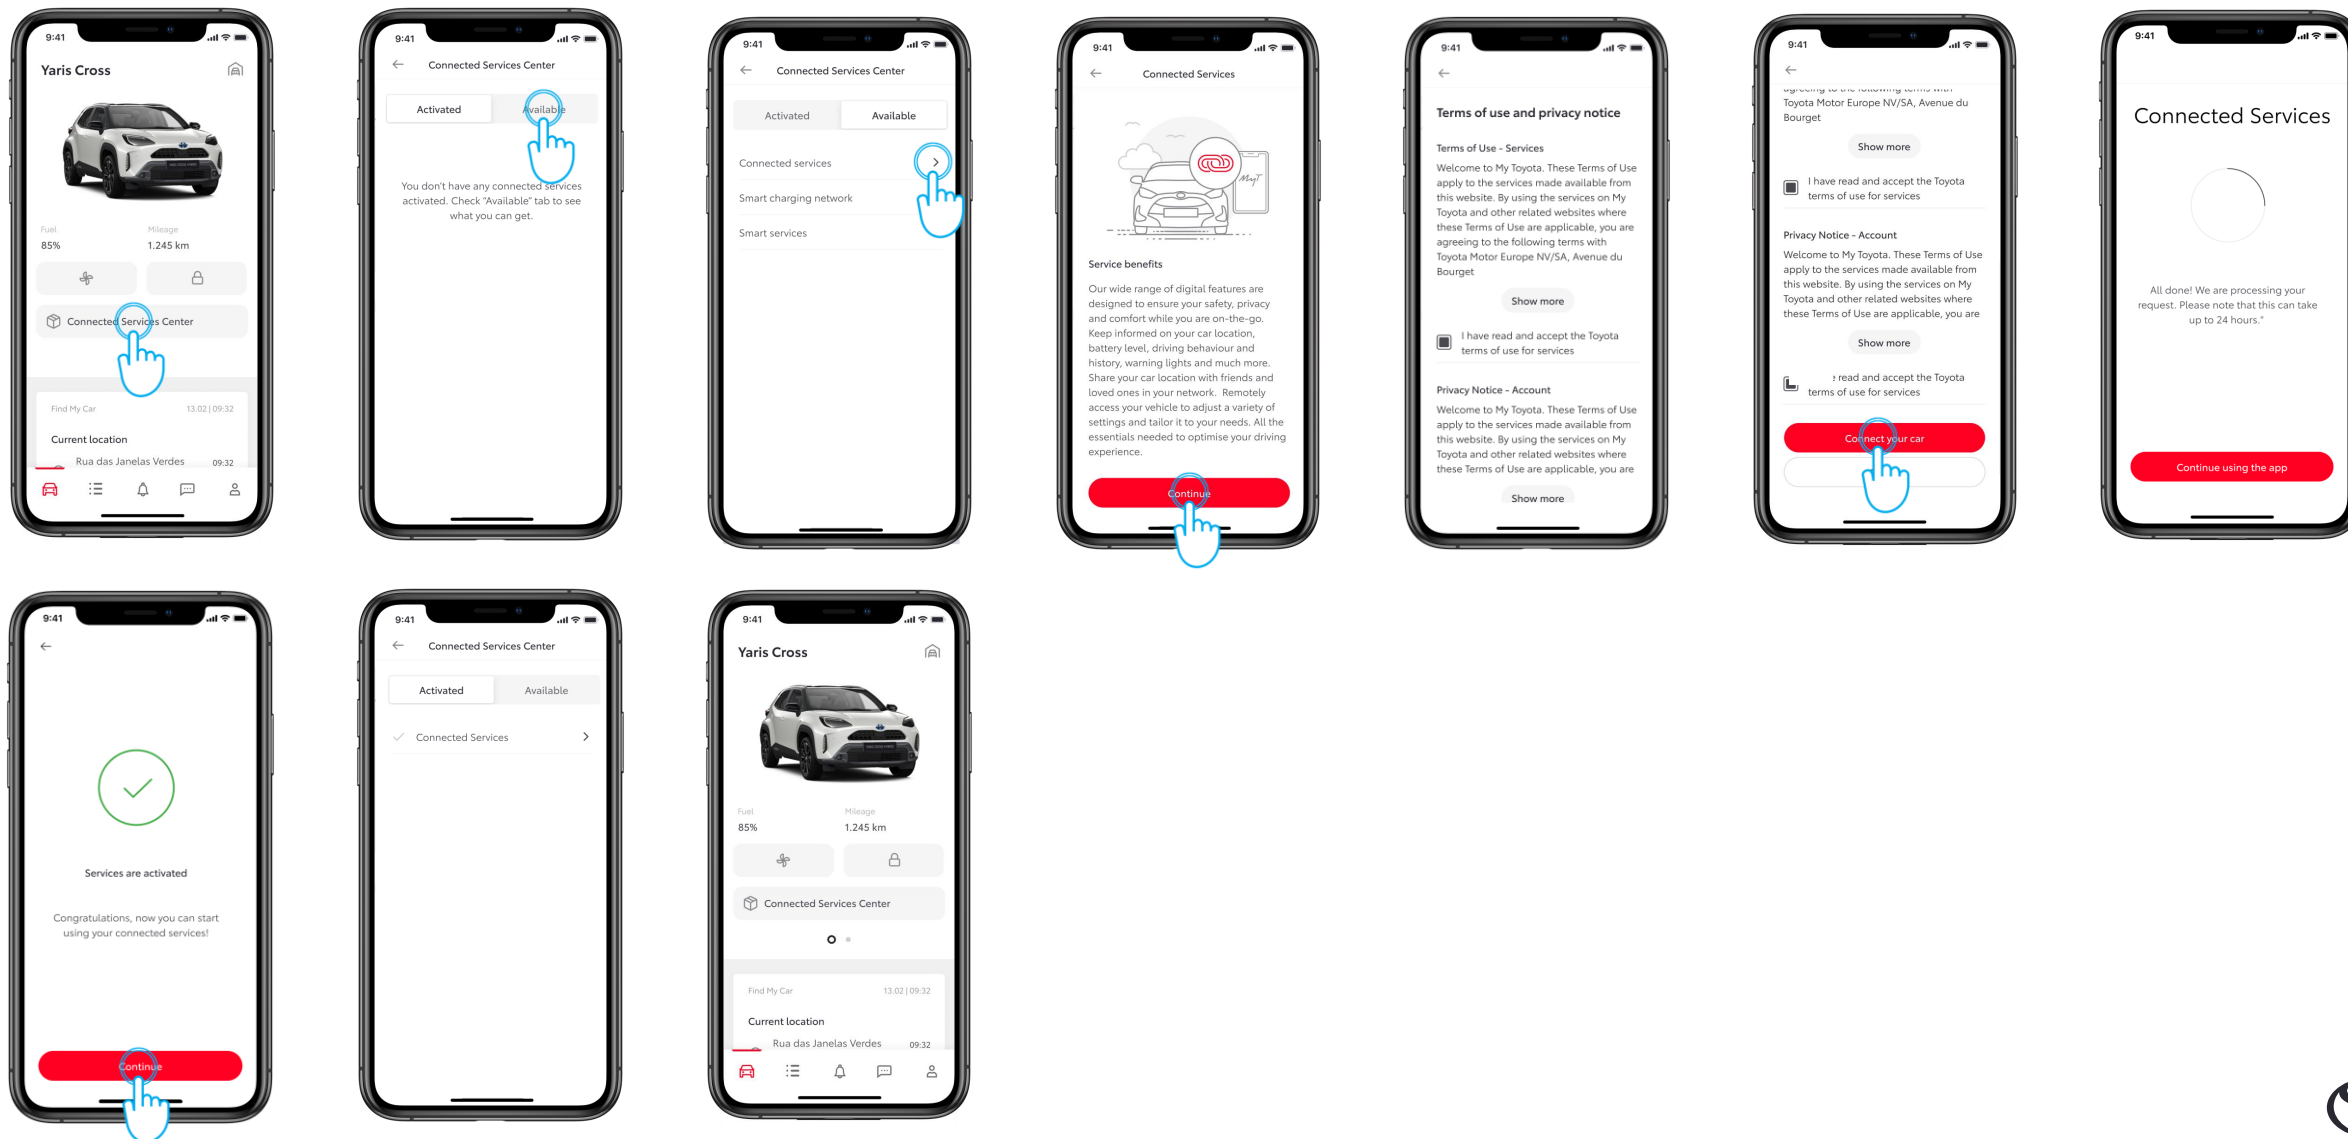 9:41
Yaris Cross
Fuel
Mileage
85%
1.245 km
Connected Services Center
Find My Car
13.02 | 09:32
Current location
Rua das Janelas Verdes
09:32
9:41
Connected Services Center
Activated
Available
You don't have any connected services
activated. Check "Available" tab to see
what you can get.
9:41
Connected Services Center
Activated
Available
Connected services
Smart charging network
Smart services
9:41
Connected Services
MyT
Service benefits
Our wide range of digital features are
designed to ensure your safety, privacy
and comfort while you are on-the-go.
Keep informed on your car location,
battery level, driving behaviour and
history, warning lights and much more.
Share your car location with friends and
loved ones in your network. Remotely
access your vehicle to adjust a variety of
settings and tailor it to your needs. All the
essentials needed to optimise your driving
experience.
Continue
9:41
Terms of use and privacy notice
Terms of Use - Services
Welcome to My Toyota. These Terms of Use
apply to the services made available from
this website. By using the services on My
Toyota and other related websites where
these Terms of Use are applicable, you are
agreeing to the following terms with
Toyota Motor Europe NV/SA, Avenue du
Bourget
Show more
I have read and accept the Toyota
terms of use for services
Privacy Notice - Account
Welcome to My Toyota. These Terms of Use
apply to the services made available from
this website. By using the services on My
Toyota and other related websites where
these Terms of Use are applicable, you are
Show more
9:41
agreeing to the following terms with
Toyota Motor Europe NV/SA, Avenue du
Bourget
Show more
I have read and accept the Toyota
terms of use for services
Privacy Notice - Account
Welcome to My Toyota. These Terms of Use
apply to the services made available from
this website. By using the services on My
Toyota and other related websites where
these Terms of Use are applicable, you are
Show more
read and accept the Toyota
terms of use for services
Connect your car
9:41
Connected Services
All done! We are processing your
request. Please note that this can take
up to 24 hours.*
Continue using the app
9:41
Services are activated
Congratulations, now you can start
using your connected services!
Continue
9:41
Connected Services Center
Activated
Available
Connected Services
9:41
Yaris Cross
Fuel
Mileage
85%
1.245 km
Connected Services Center
Find My Car
13.02 | 09:32
Current location
Rua das Janelas Verdes
09:32